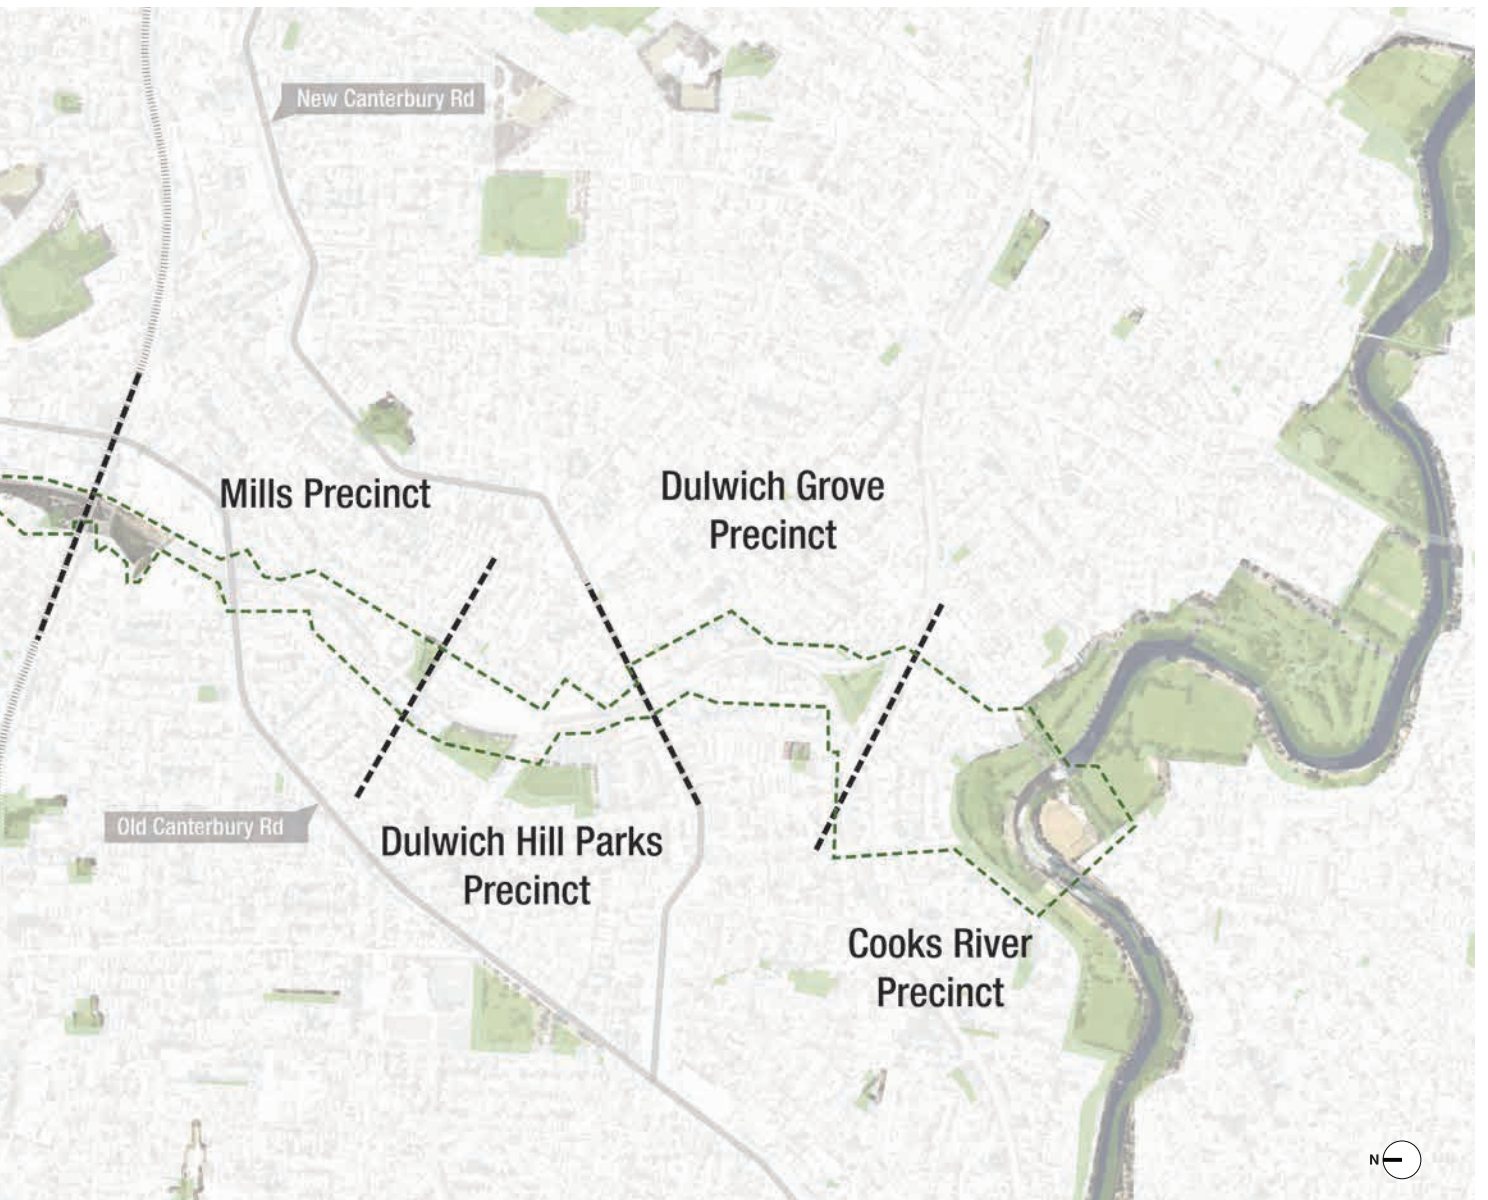 New Canterbury Rd
Mills Precinct
Dulwich Grove
Precinct
Old Canterbury Rd
Dulwich Hill Parks
Precinct
Cooks River
Precinct
N